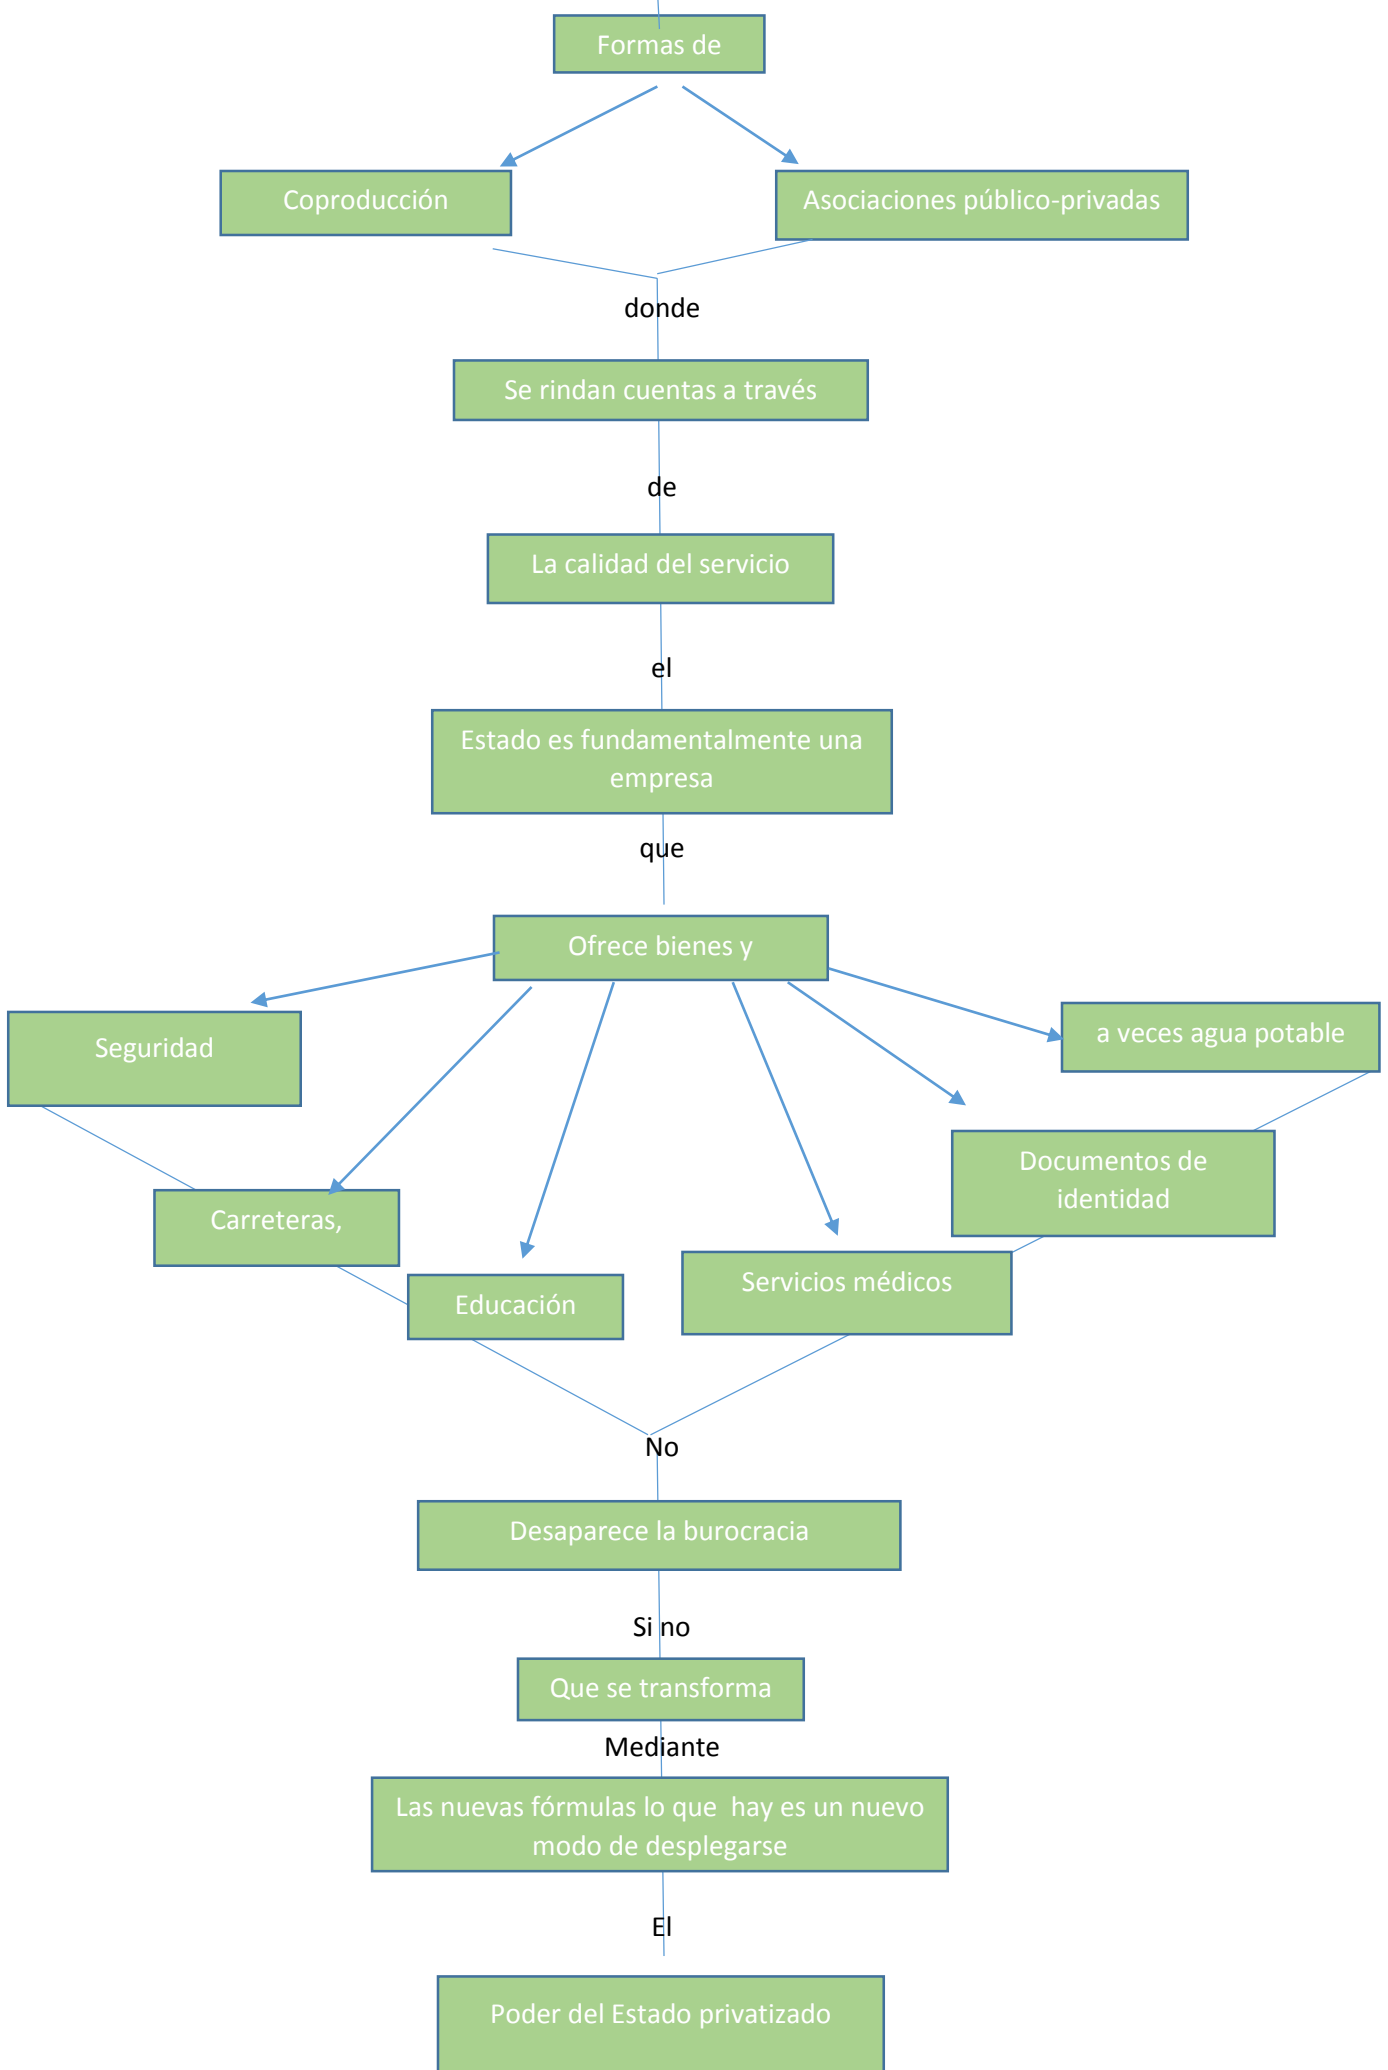 Formas de
Coproducción
Asociaciones público-privadas
donde
Se rindan cuentas a través
de
La calidad del servicio
el
Estado es fundamentalmente una
empresa
que
Ofrece bienes y
Seguridad
a veces agua potable
Documentos de
identidad
Carreteras,
Servicios médicos
Educación
No
Desaparece la burocracia
Si no
Que se transforma
Mediante
Las nuevas fórmulas lo que  hay es un nuevo
modo de desplegarse
El
Poder del Estado privatizado